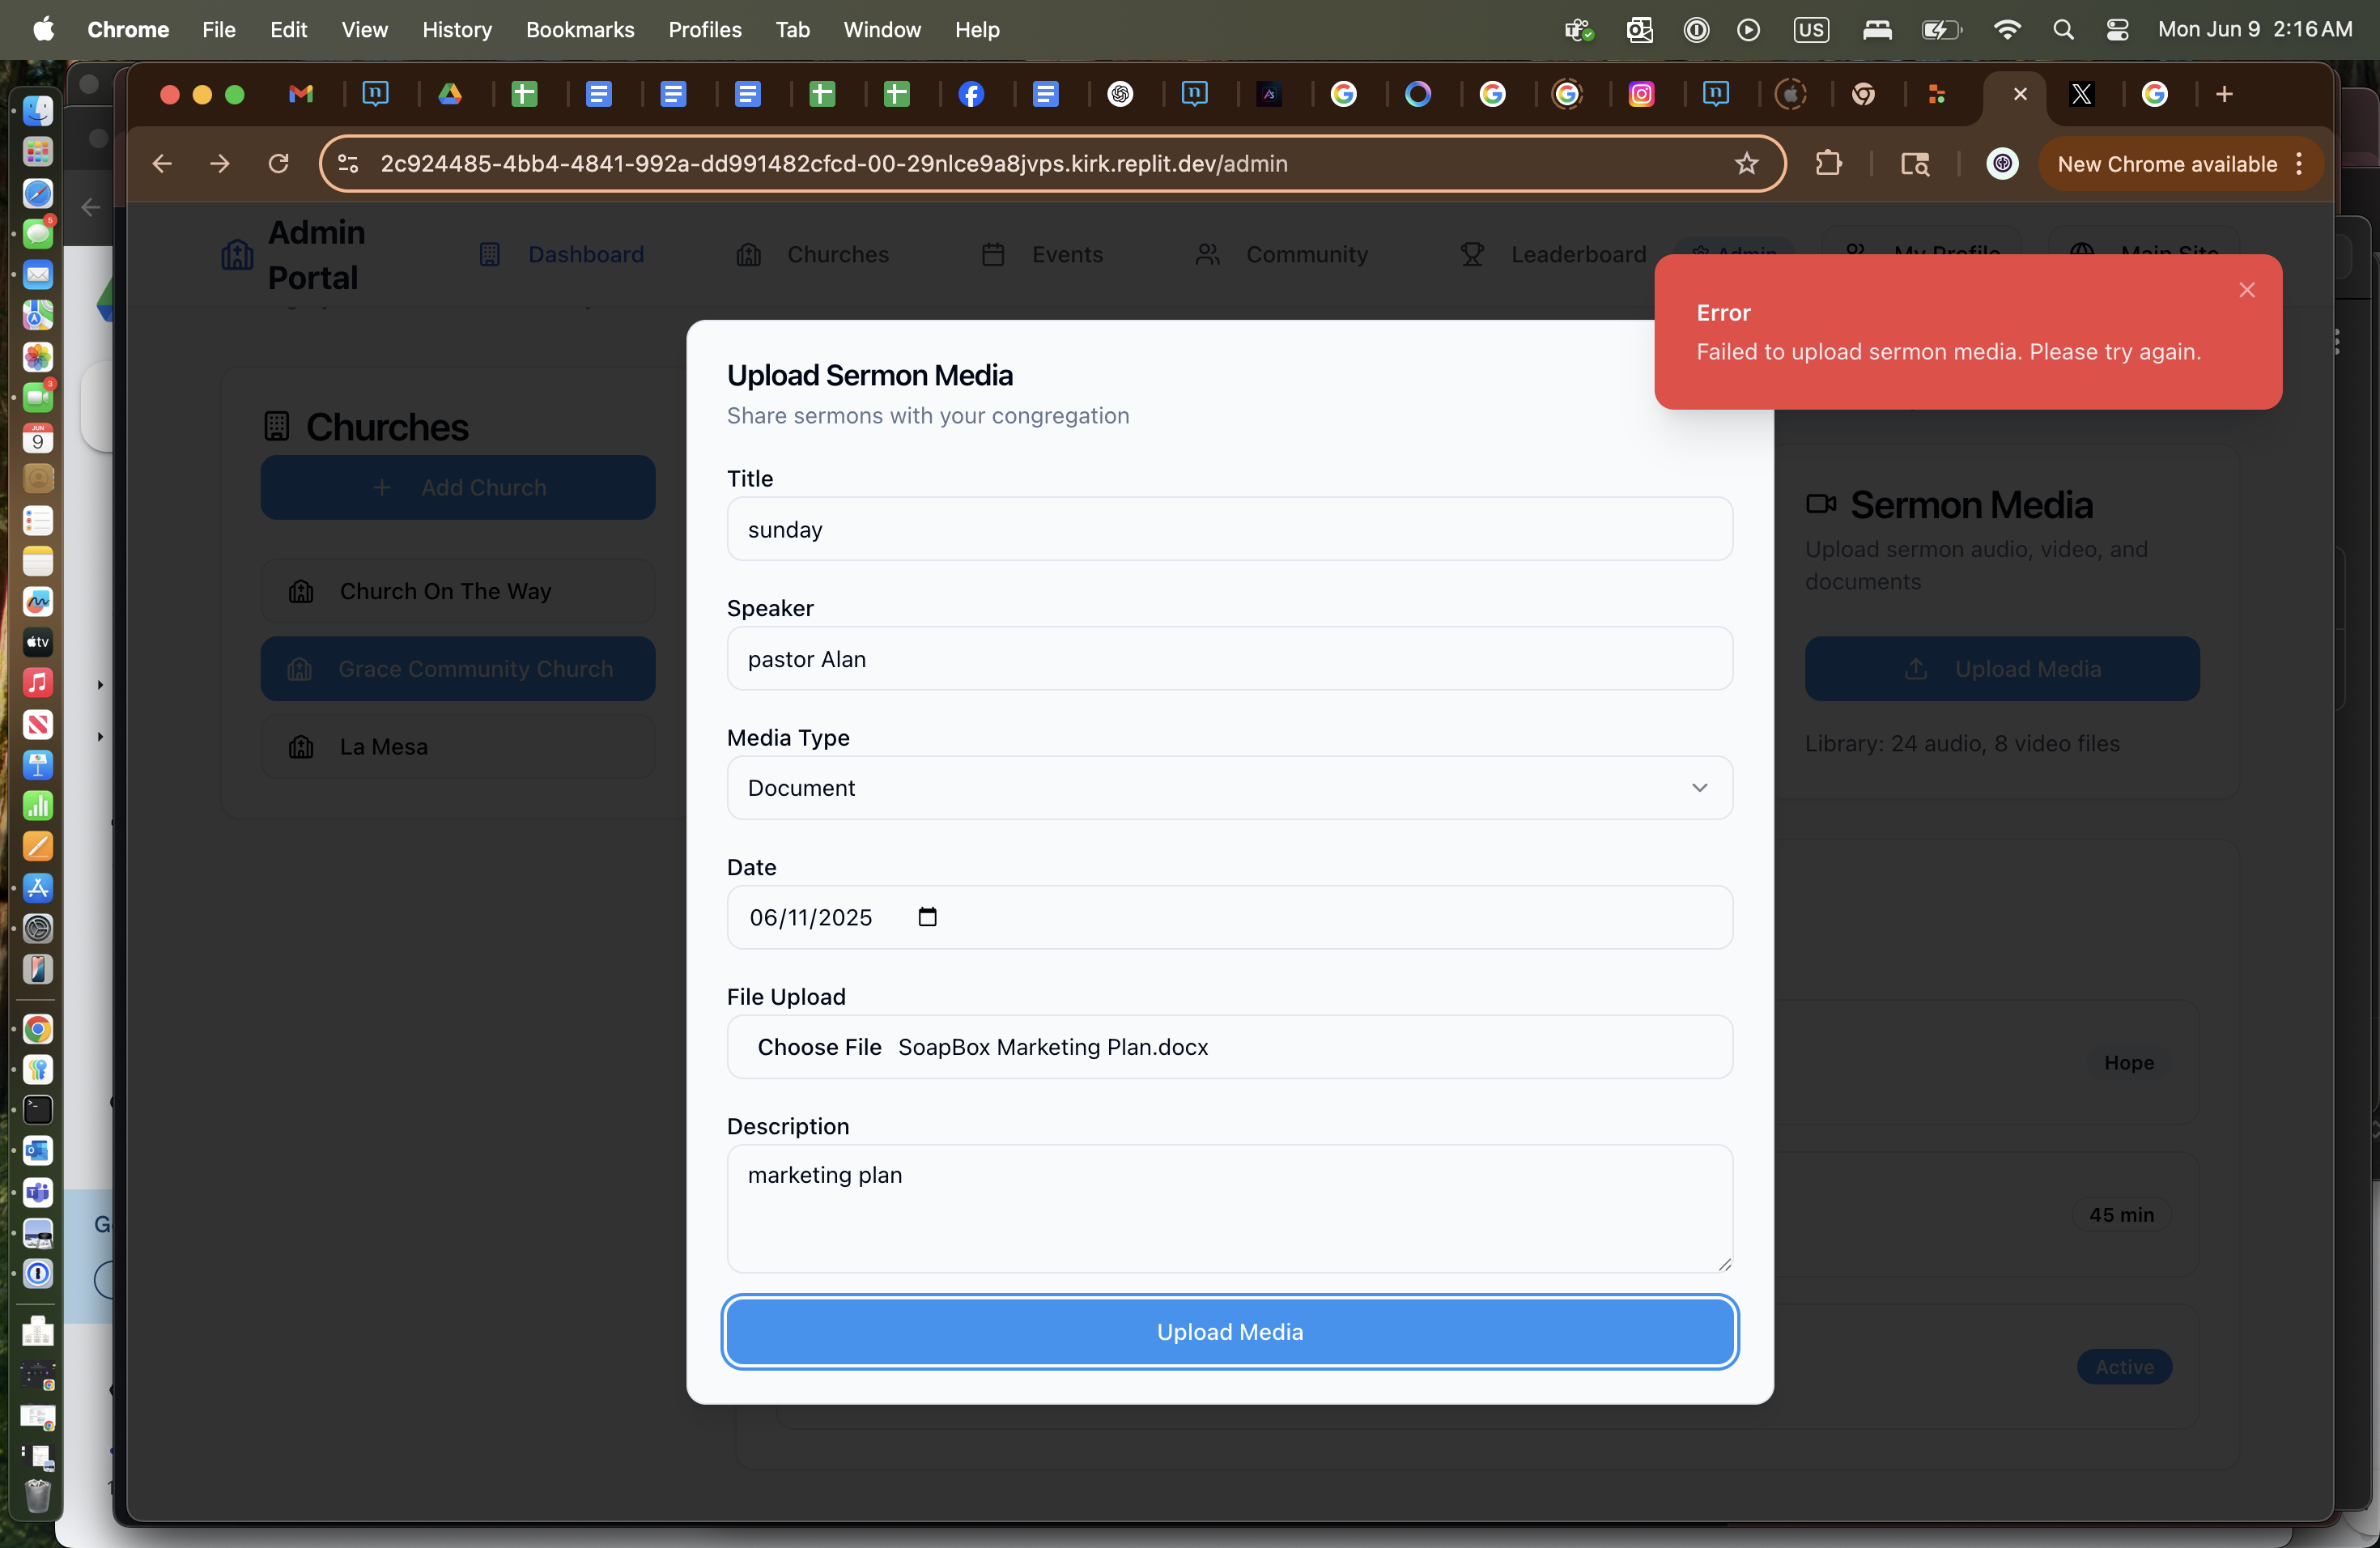 Chrome File Edit View History Bookmarks Profiles Tab Window Help US Mon Jun 9 2:16 AM
2c924485-4bb4-4841-992a-dd991482cfcd-00-29nlce9a8jvps.kirk.replit.dev/admin
New Chrome available
Admin Portal
Dashboard
Churches
Events
Community
Leaderboard
Admin
My Profile
Main Site
Error
Failed to upload sermon media. Please try again.
Churches
+ Add Church
Church On The Way
Grace Community Church
La Mesa
Upload Sermon Media
Share sermons with your congregation
Title
sunday
Speaker
pastor Alan
Media Type
Document
Date
06/11/2025
File Upload
Choose File SoapBox Marketing Plan.docx
Description
marketing plan
Upload Media
Sermon Media
Upload sermon audio, video, and
documents
Upload Media
Library: 24 audio, 8 video files
Hope
45 min
Active